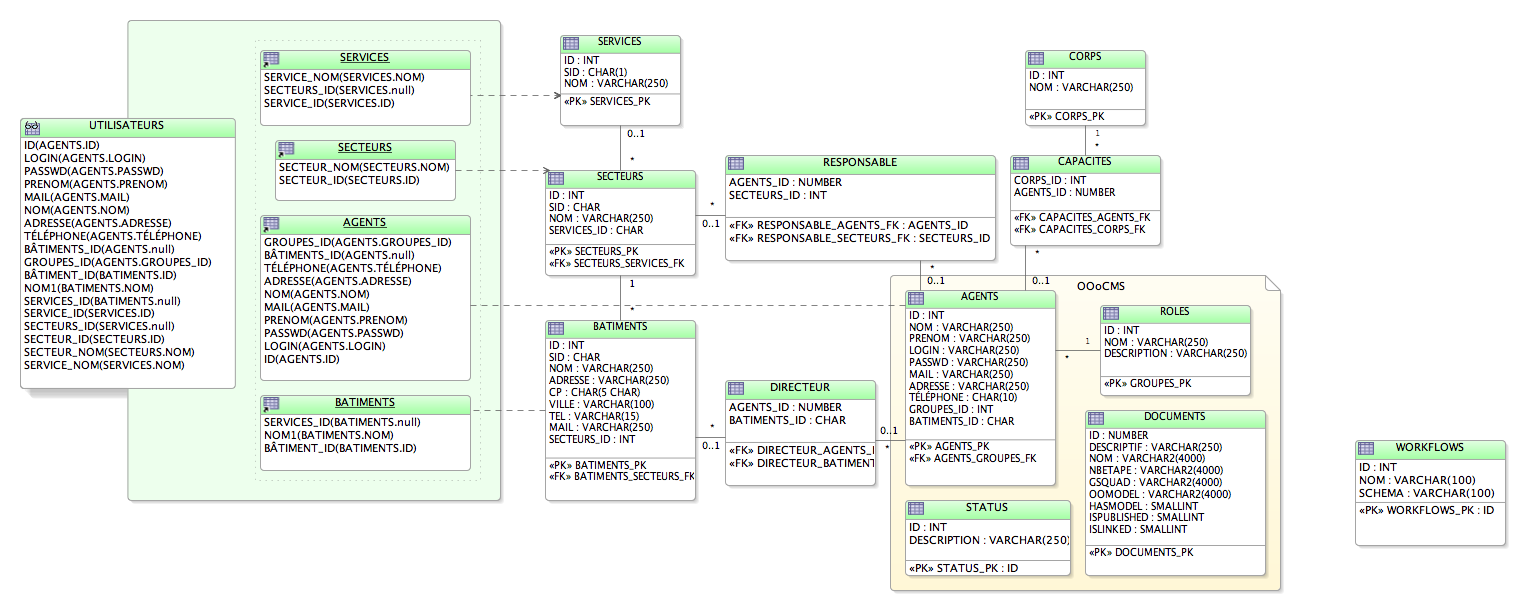 UTILISATEURS
ID(AGENTS.ID)
LOGIN(AGENTS.LOGIN)
PASSWD(AGENTS.PASSWD)
PRENOM(AGENTS.PRENOM)
MAIL(AGENTS.MAIL)
NOM(AGENTS.NOM)
ADRESSE(AGENTS.ADRESSE)
TÉLÉPHONE(AGENTS.TÉLÉPHONE)
BÂTIMENTS_ID(AGENTS.null)
GROUPES_ID(AGENTS.GROUPES_ID)
BÂTIMENT_ID(BATIMENTS.ID)
NOM1(BATIMENTS.NOM)
SERVICES_ID(BATIMENTS.null)
SERVICE_ID(SERVICES.ID)
SECTEURS_ID(SERVICES.null)
SECTEUR_ID(SECTEURS.ID)
SECTEUR_NOM(SECTEURS.NOM)
SERVICE_NOM(SERVICES.NOM)
SERVICES
SERVICE_NOM(SERVICES.NOM)
SECTEURS_ID(SERVICES.null)
SERVICE_ID(SERVICES.ID)
SECTEURS
SECTEUR_NOM(SECTEURS.NOM)
SECTEUR_ID(SECTEURS.ID)
AGENTS
GROUPES_ID(AGENTS.GROUPES_ID)
BÂTIMENTS_ID(AGENTS.null)
TÉLÉPHONE(AGENTS.TÉLÉPHONE)
ADRESSE(AGENTS.ADRESSE)
NOM(AGENTS.NOM)
MAIL(AGENTS.MAIL)
PRENOM(AGENTS.PRENOM)
PASSWD(AGENTS.PASSWD)
LOGIN(AGENTS.LOGIN)
ID(AGENTS.ID)
BATIMENTS
SERVICES_ID(BATIMENTS.null)
NOM1(BATIMENTS.NOM)
BÂTIMENT_ID(BATIMENTS.ID)
SERVICES
ID : INT
SID : CHAR(1)
NOM : VARCHAR(250)
«PK» SERVICES_PK
0..1
*
SECTEURS
ID : INT
SID : CHAR
NOM : VARCHAR(250)
SERVICES_ID : CHAR
«PK» SECTEURS_PK
«FK» SECTEURS_SERVICES_FK
*
0..1
1
*
BATIMENTS
ID : INT
SID : CHAR
NOM : VARCHAR(250)
ADRESSE : VARCHAR(250)
CP : CHAR(5 CHAR)
VILLE : VARCHAR(100)
TEL : VARCHAR(15)
MAIL : VARCHAR(250)
SECTEURS_ID : INT
«PK» BATIMENTS_PK
«FK» BATIMENTS_SECTEURS_FK
*
0..1
RESPONSABLE
AGENTS_ID : NUMBER
SECTEURS_ID : INT
«FK» RESPONSABLE_AGENTS_FK : AGENTS_ID
«FK» RESPONSABLE_SECTEURS_FK : SECTEURS_ID
*
0..1
DIRECTEUR
AGENTS_ID : NUMBER
BATIMENTS_ID : CHAR
«FK» DIRECTEUR_AGENTS_
«FK» DIRECTEUR_BATIMENT
0..1
*
CORPS
ID : INT
NOM : VARCHAR(250)
«PK» CORPS_PK
1
*
CAPACITES
CORPS_ID : INT
AGENTS_ID : NUMBER
«FK» CAPACITES_AGENTS_FK
«FK» CAPACITES_CORPS_FK
*
0..1
OOoCMS
AGENTS
ID : INT
NOM : VARCHAR(250)
PRENOM : VARCHAR(250)
LOGIN : VARCHAR(250)
PASSWD : VARCHAR(250)
MAIL : VARCHAR(250)
ADRESSE : VARCHAR(250)
TÉLÉPHONE : CHAR(10)
GROUPES_ID : INT
BATIMENTS_ID : CHAR
«PK» AGENTS_PK
«FK» AGENTS_GROUPES_FK
1
*
ROLES
ID : INT
NOM : VARCHAR(250)
DESCRIPTION : VARCHAR(250)
«PK» GROUPES_PK
DOCUMENTS
ID : NUMBER
DESCRIPTIF : VARCHAR(250)
NOM : VARCHAR2(4000)
NBETAPE : VARCHAR2(4000)
GSQUAD : VARCHAR2(4000)
OOMODEL : VARCHAR2(4000)
HASMODEL : SMALLINT
ISPUBLISHED : SMALLINT
ISLINKED : SMALLINT
«PK» DOCUMENTS_PK
STATUS
ID : INT
DESCRIPTION : VARCHAR(250)
«PK» STATUS_PK : ID
WORKFLOWS
ID : INT
NOM : VARCHAR(100)
SCHEMA : VARCHAR(100)
«PK» WORKFLOWS_PK : ID